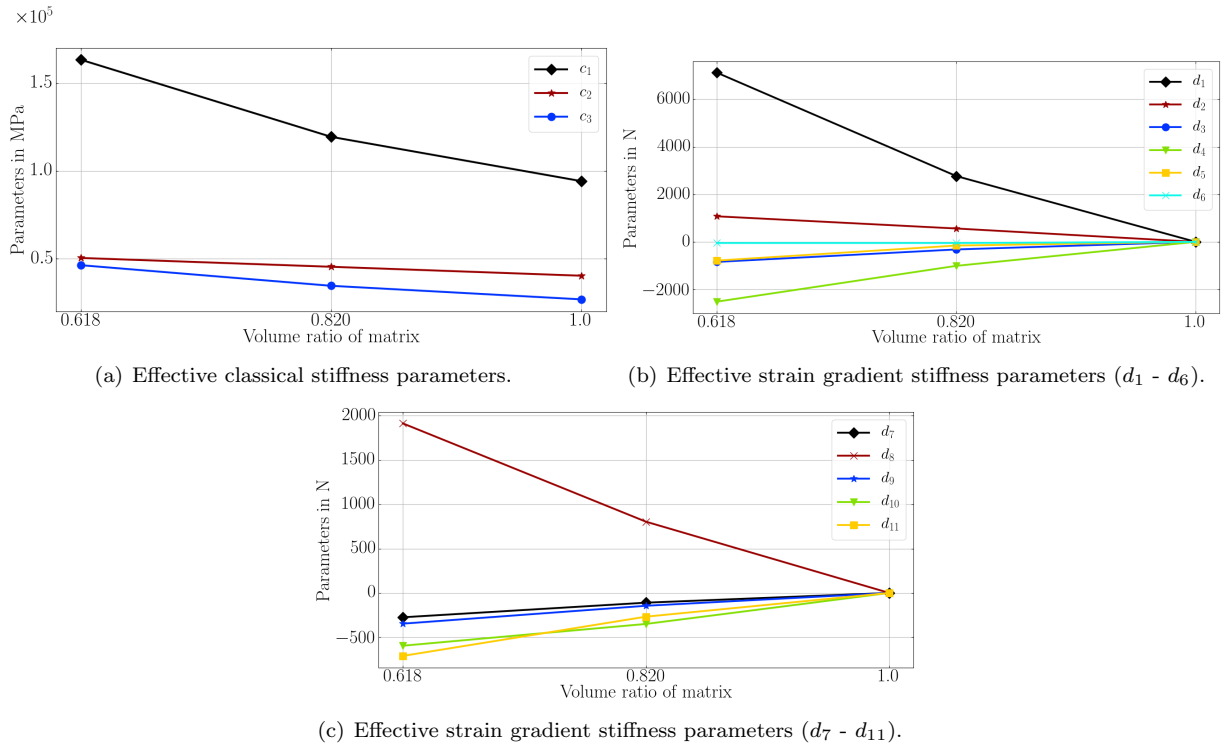 ×10⁵
Parameters in MPa
1.5
1.0
0.5
c₁
c₂
c₃
0.618 0.820 1.0
Volume ratio of matrix
(a) Effective classical stiffness parameters.
Parameters in N
6000
4000
2000
0
−2000
d₁
d₂
d₃
d₄
d₅
d₆
0.618 0.820 1.0
Volume ratio of matrix
(b) Effective strain gradient stiffness parameters (d₁ - d₆).
Parameters in N
2000
1500
1000
500
0
−500
d₇
d₈
d₉
d₁₀
d₁₁
0.618 0.820 1.0
Volume ratio of matrix
(c) Effective strain gradient stiffness parameters (d₇ - d₁₁).